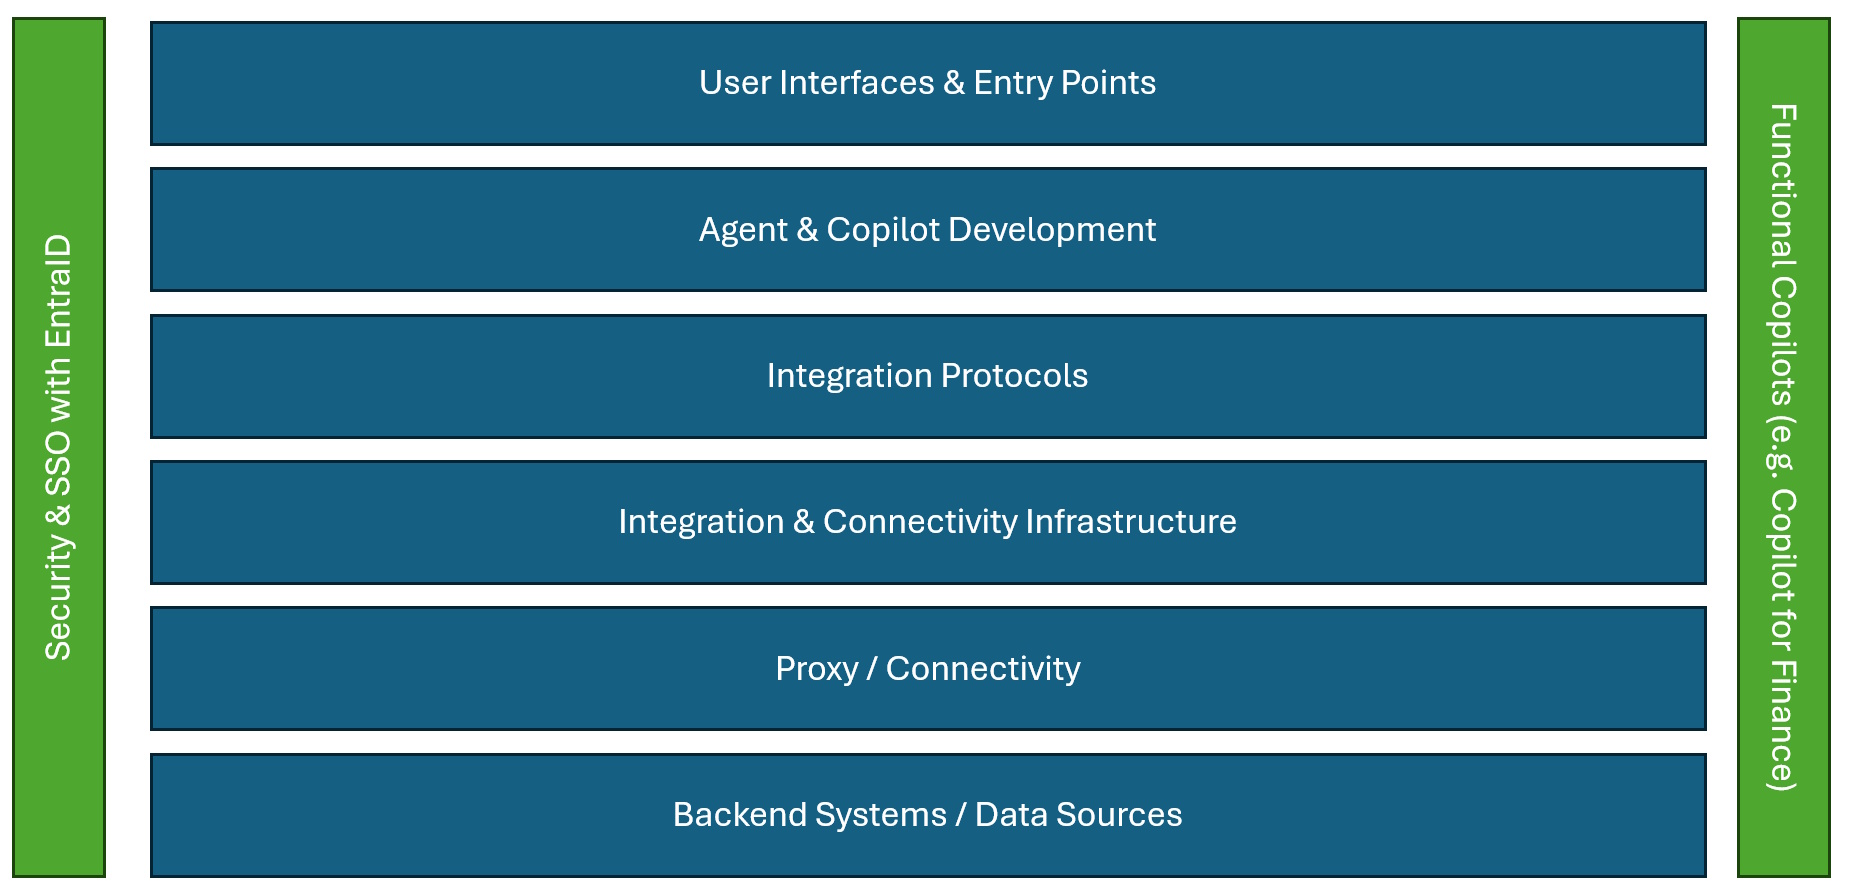 Security & SSO with EntraID
User Interfaces & Entry Points
Agent & Copilot Development
Integration Protocols
Integration & Connectivity Infrastructure
Proxy / Connectivity
Backend Systems / Data Sources
Functional Copilots (e.g. Copilot for Finance)